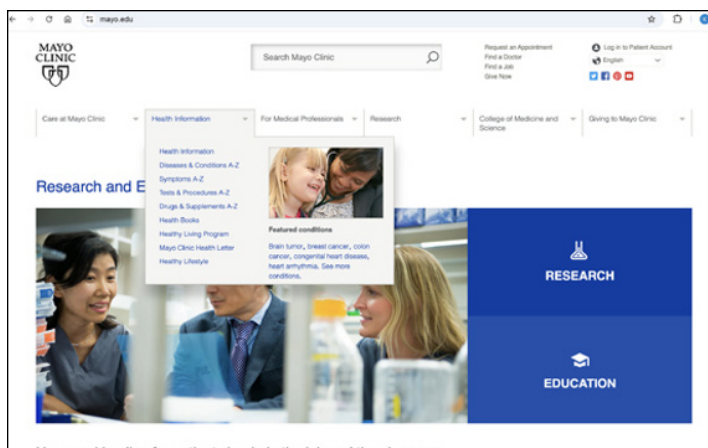 mayo.edu
MAYO
CLINIC
Search Mayo Clinic
Request an Appointment
Find a Doctor
Find a Job
Give Now
Log in to Patient Account
English
Care at Mayo Clinic
Health Information
For Medical Professionals
Research
College of Medicine and
Science
Giving to Mayo Clinic
Health Information
Diseases & Conditions A-Z
Symptoms A-Z
Tests & Procedures A-Z
Drugs & Supplements A-Z
Health Books
Healthy Living Program
Mayo Clinic Health Letter
Healthy Lifestyle
Featured conditions
Brain tumor, breast cancer, colon
cancer, congenital heart disease,
heart arrhythmia. See more
conditions.
Research and E
RESEARCH
EDUCATION